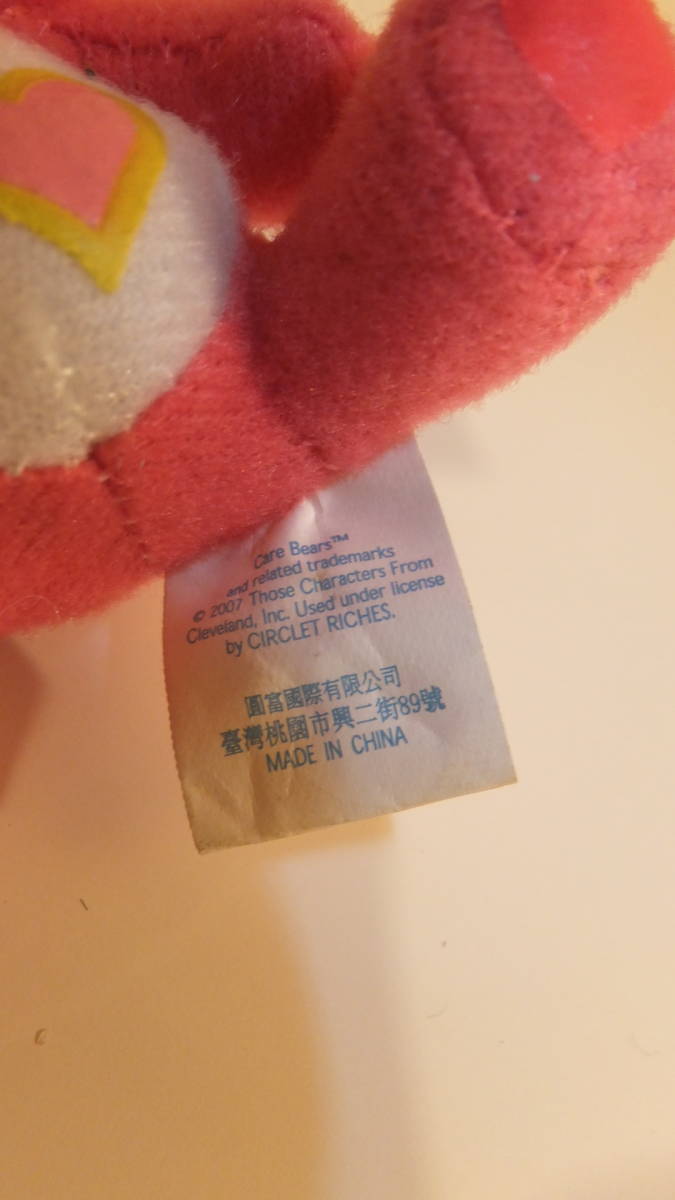 Care Bears™
and related trademarks
© 2007 Those Characters From
Cleveland, Inc. Used under license
by CIRCLET RICHES.
圓富國際有限公司
臺灣桃園市興二街89號
MADE IN CHINA